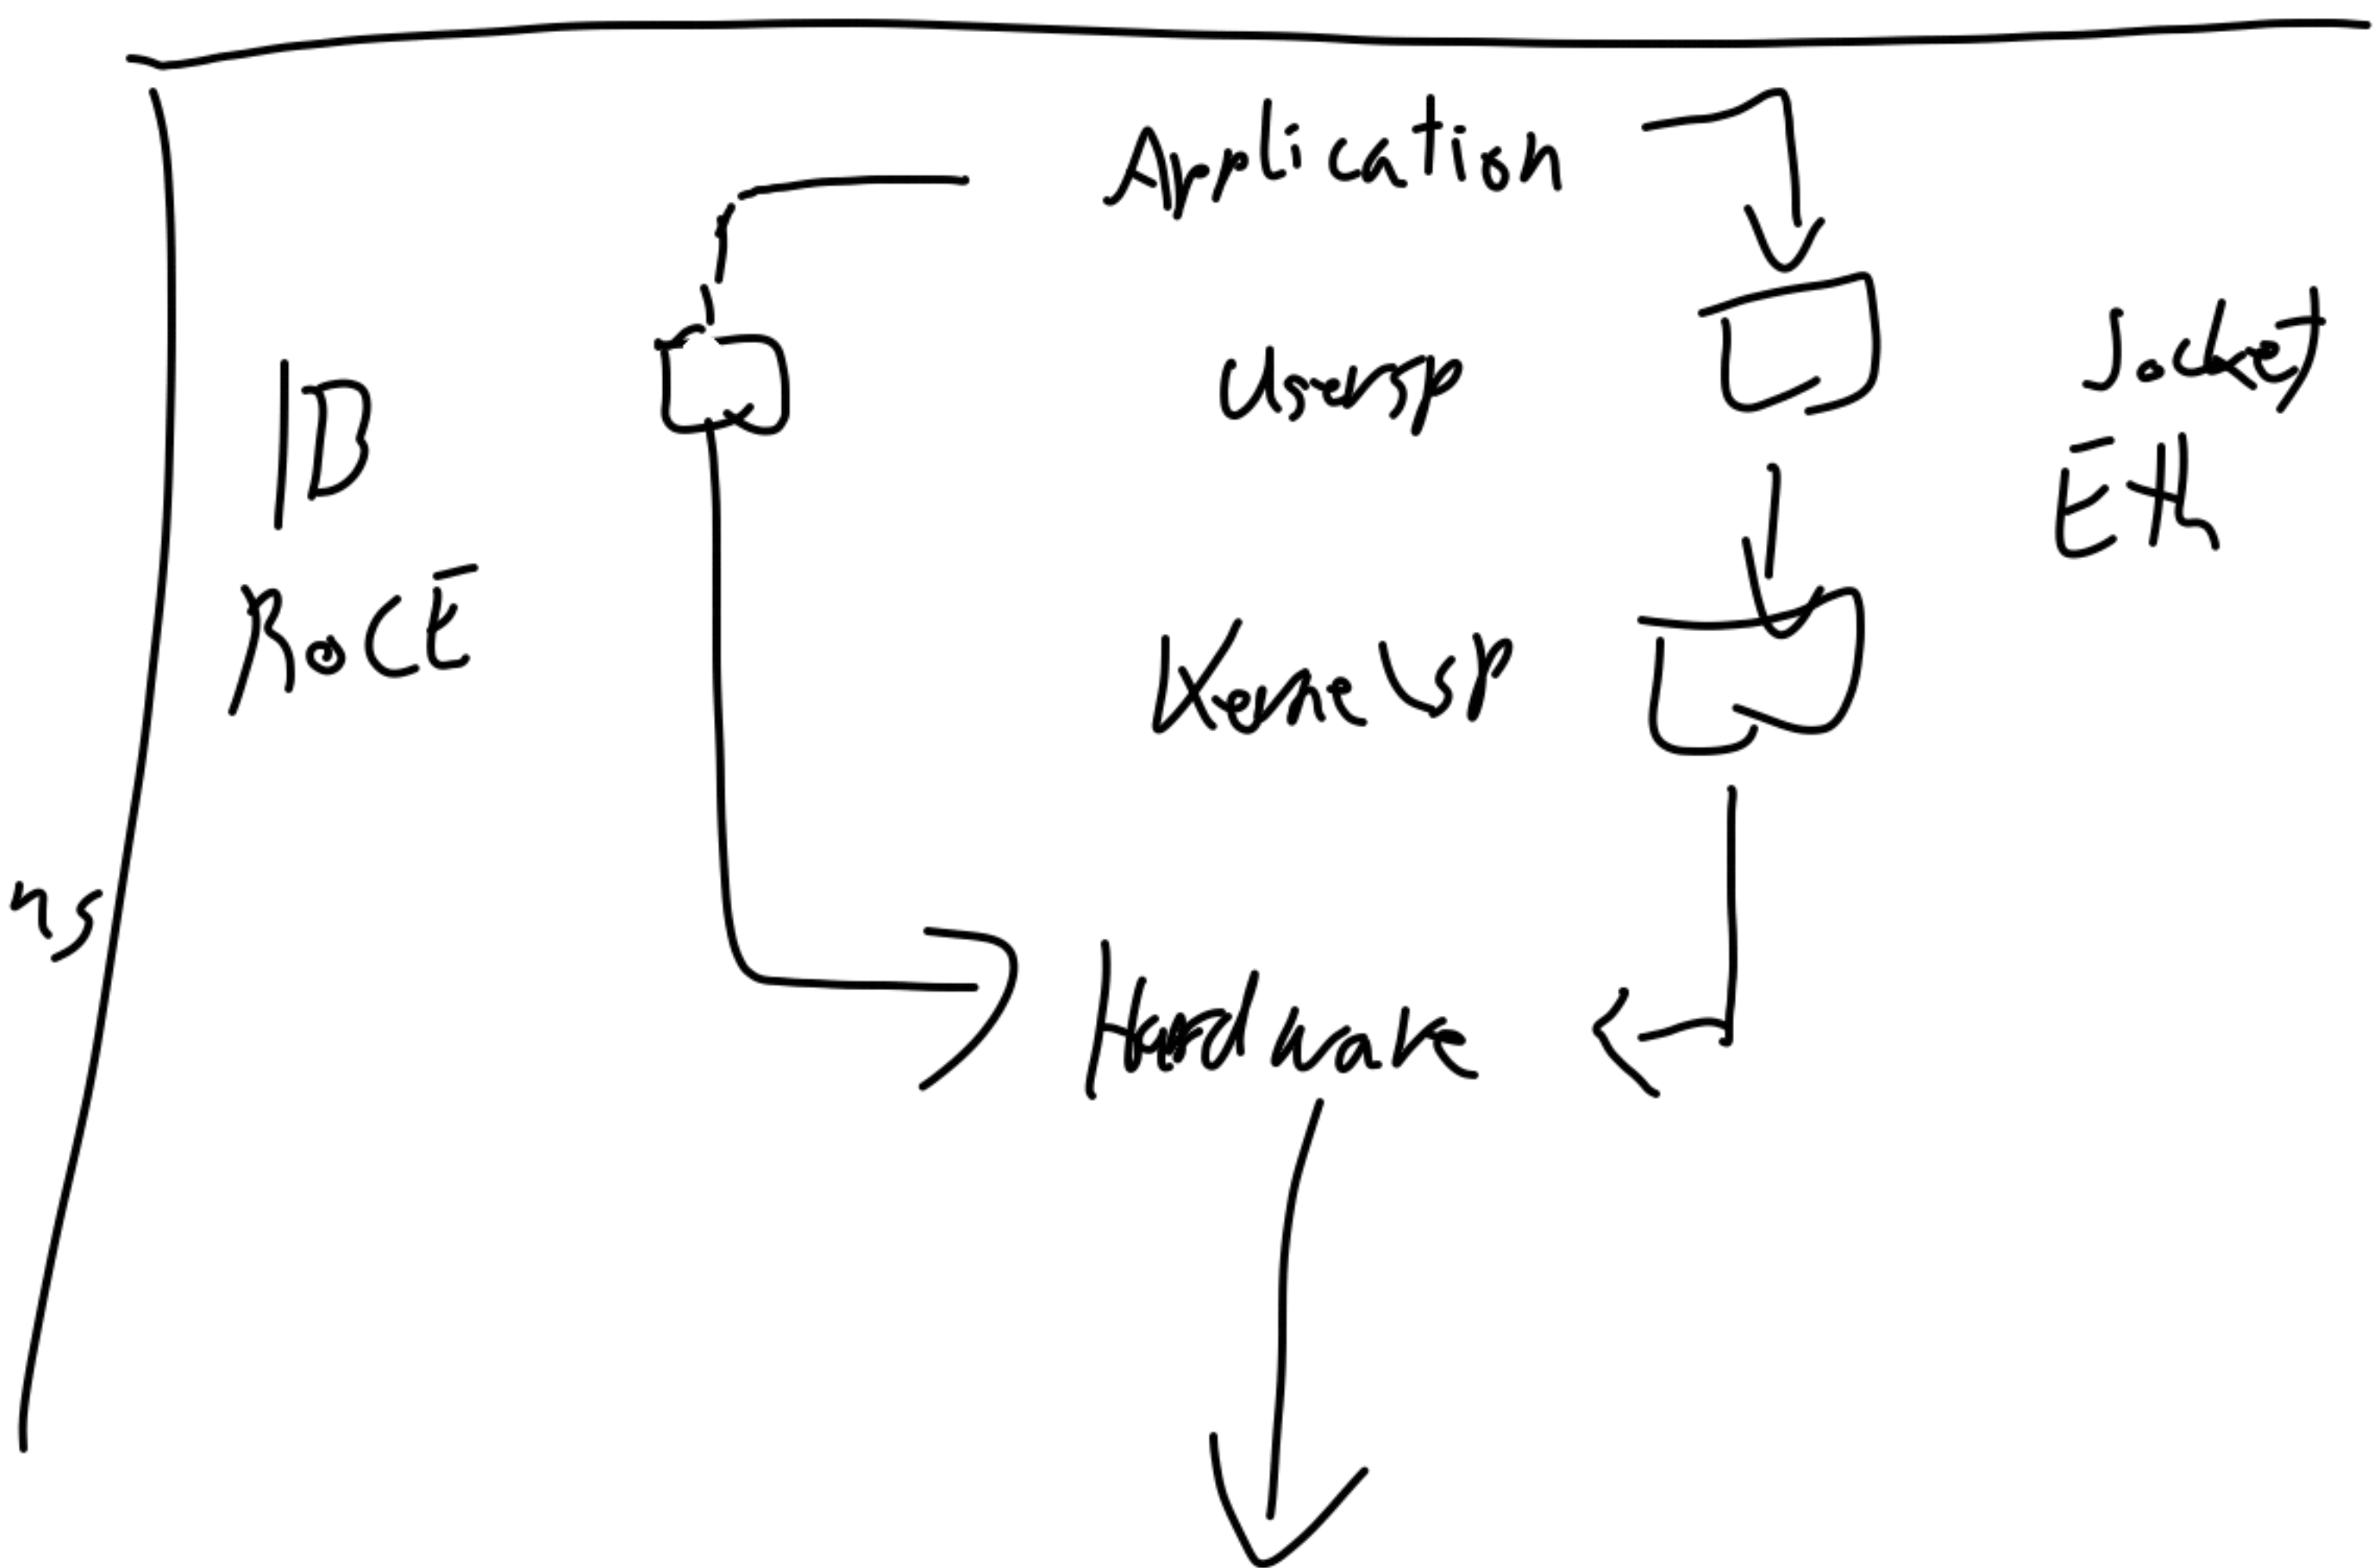 Application
Usersp
Socket
Eth
IB
RoCE
Kernelsp
ns
Hardware